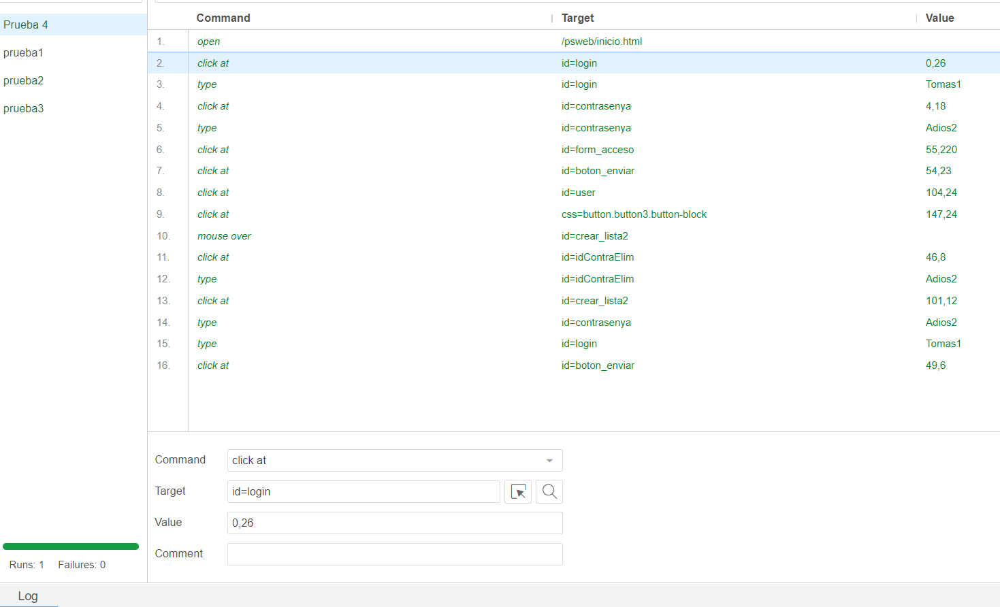 Prueba 4
prueba1
prueba2
prueba3
Runs: 1 Failures: 0
Command Target Value
1. open /psweb/inicio.html
2. click at id=login 0,26
3. type id=login Tomas1
4. click at id=contrasenya 4,18
5. type id=contrasenya Adios2
6. click at id=form_acceso 55,220
7. click at id=boton_enviar 54,23
8. click at id=user 104,24
9. click at css=button.button3.button-block 147,24
10. mouse over id=crear_lista2
11. click at id=idContraElim 46,8
12. type id=idContraElim Adios2
13. click at id=crear_lista2 101,12
14. type id=contrasenya Adios2
15. type id=login Tomas1
16. click at id=boton_enviar 49,6
Command click at
Target id=login
Value 0,26
Comment
Log